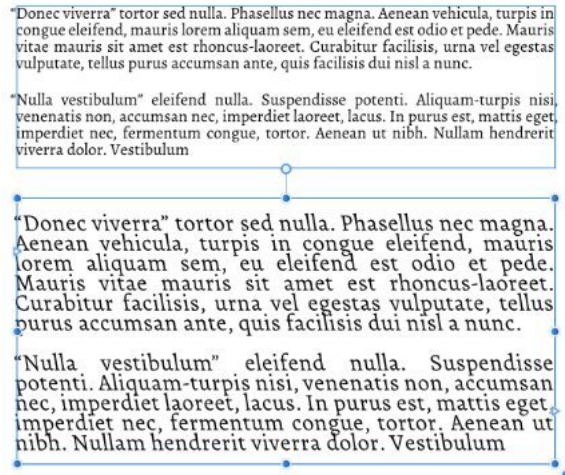 “Donec viverra” tortor sed nulla. Phasellus nec magna. Aenean vehicula, turpis in
congue eleifend, mauris lorem aliquam sem, eu eleifend est odio et pede. Mauris
vitae mauris sit amet est rhoncus-laoreet. Curabitur facilisis, urna vel egestas
vulputate, tellus purus accumsan ante, quis facilisis dui nisl a nunc.
“Nulla vestibulum” eleifend nulla. Suspendisse potenti. Aliquam-turpis nisi,
venenatis non, accumsan nec, imperdiet laoreet, lacus. In purus est, mattis eget,
imperdiet nec, fermentum congue, tortor. Aenean ut nibh. Nullam hendrerit
viverra dolor. Vestibulum
“Donec viverra” tortor sed nulla. Phasellus nec magna.
Aenean vehicula, turpis in congue eleifend, mauris
lorem aliquam sem, eu eleifend est odio et pede.
Mauris vitae mauris sit amet est rhoncus-laoreet.
Curabitur facilisis, urna vel egestas vulputate, tellus
purus accumsan ante, quis facilisis dui nisl a nunc.
“Nulla vestibulum” eleifend nulla. Suspendisse
potenti. Aliquam-turpis nisi, venenatis non, accumsan
nec, imperdiet laoreet, lacus. In purus est, mattis eget,
imperdiet nec, fermentum congue, tortor. Aenean ut
nibh. Nullam hendrerit viverra dolor. Vestibulum